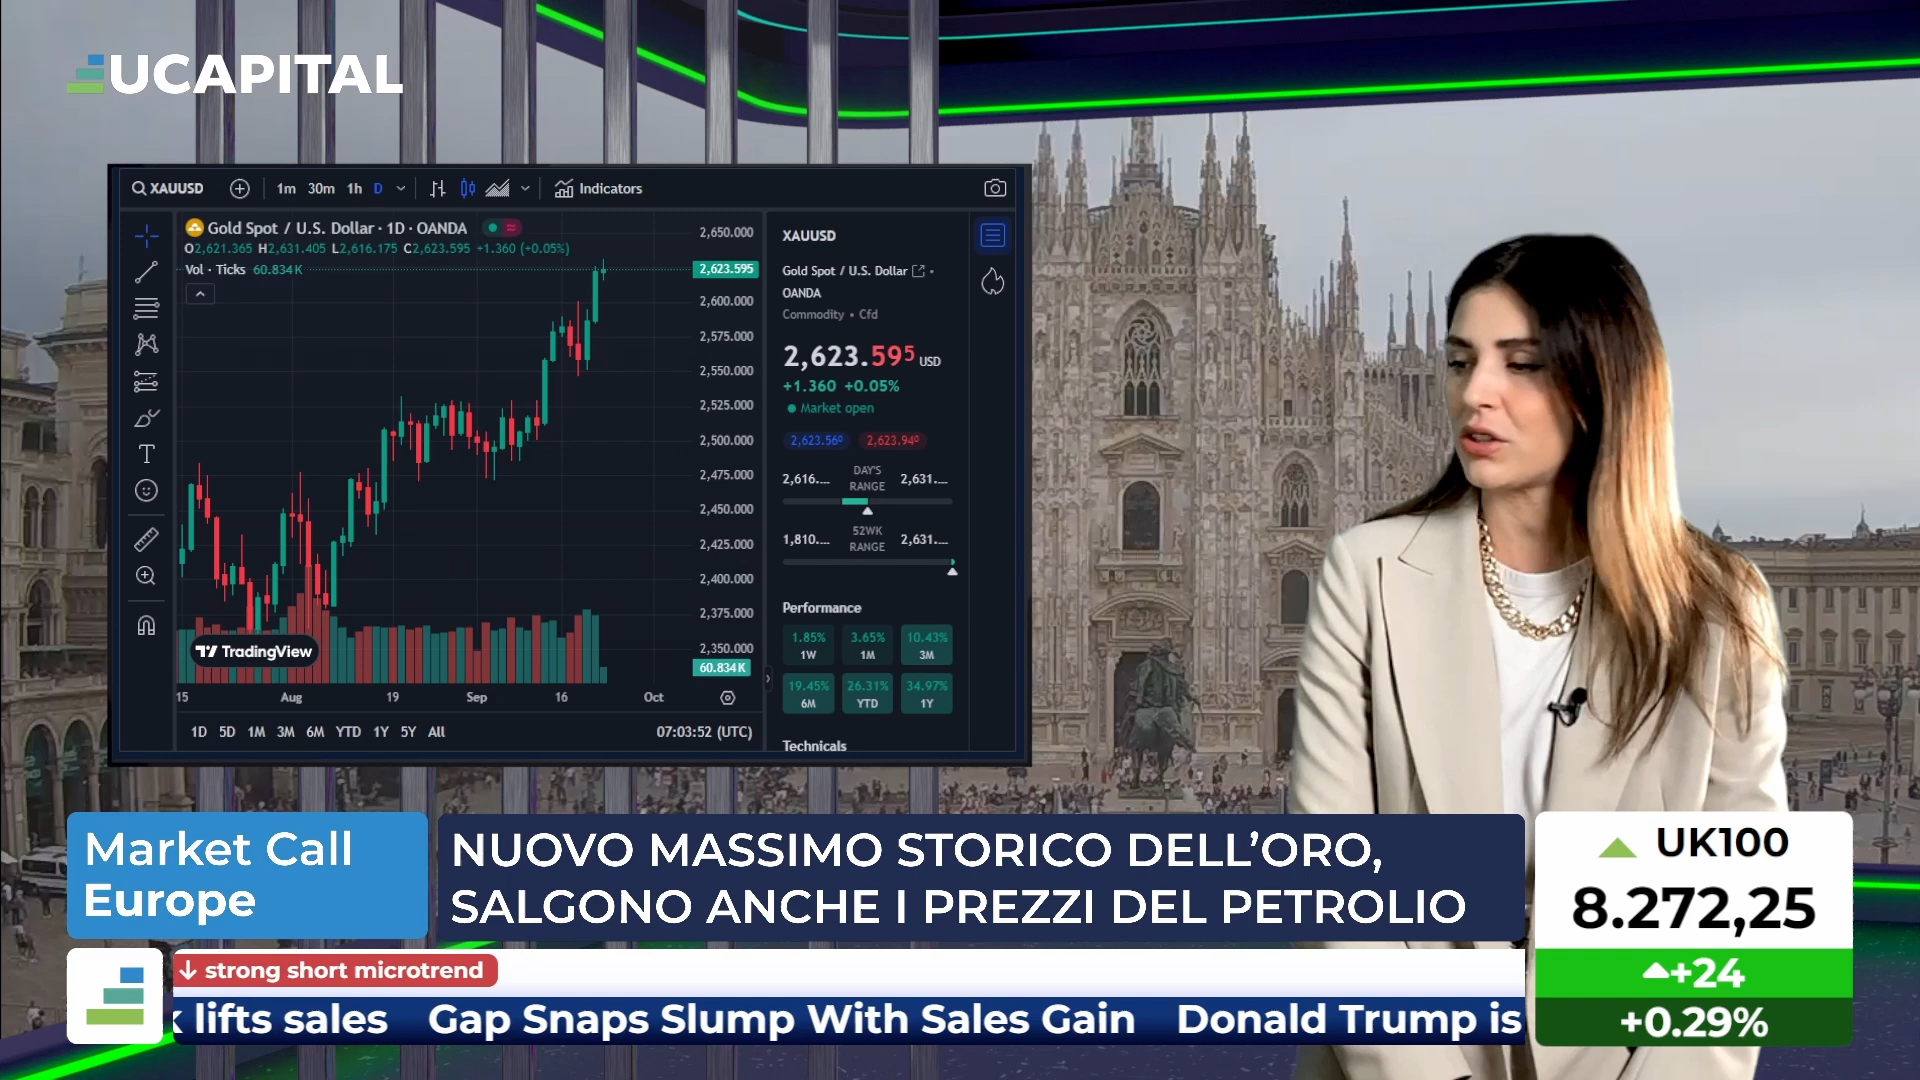 UCAPITAL
XAUUSD
1m 30m 1h D
Indicators
Gold Spot / U.S. Dollar · 1D · OANDA
O2,621.365 H2,631.405 L2,616.175 C2,623.595 +1.360 (+0.05%)
Vol · Ticks 60.834K
2,650.000
2,623.595
2,600.000
2,575.000
2,550.000
2,525.000
2,500.000
2,475.000
2,450.000
2,425.000
2,400.000
2,375.000
2,350.000
60.834K
TradingView
15 Aug 19 Sep 16 Oct
1D 5D 1M 3M 6M YTD 1Y 5Y All
07:03:52 (UTC)
XAUUSD
Gold Spot / U.S. Dollar •
OANDA
Commodity • Cfd
2,623.595 USD
+1.360 +0.05%
Market open
2,623.560 2,623.940
2,616.... DAY'S RANGE 2,631....
1,810.... 52WK RANGE 2,631....
Performance
1.85% 3.65% 10.43%
1W 1M 3M
19.45% 26.31% 34.97%
6M YTD 1Y
Technicals
Market Call
Europe
NUOVO MASSIMO STORICO DELL’ORO,
SALGONO ANCHE I PREZZI DEL PETROLIO
UK100
8.272,25
+24
+0.29%
strong short microtrend
k lifts sales Gap Snaps Slump With Sales Gain Donald Trump is